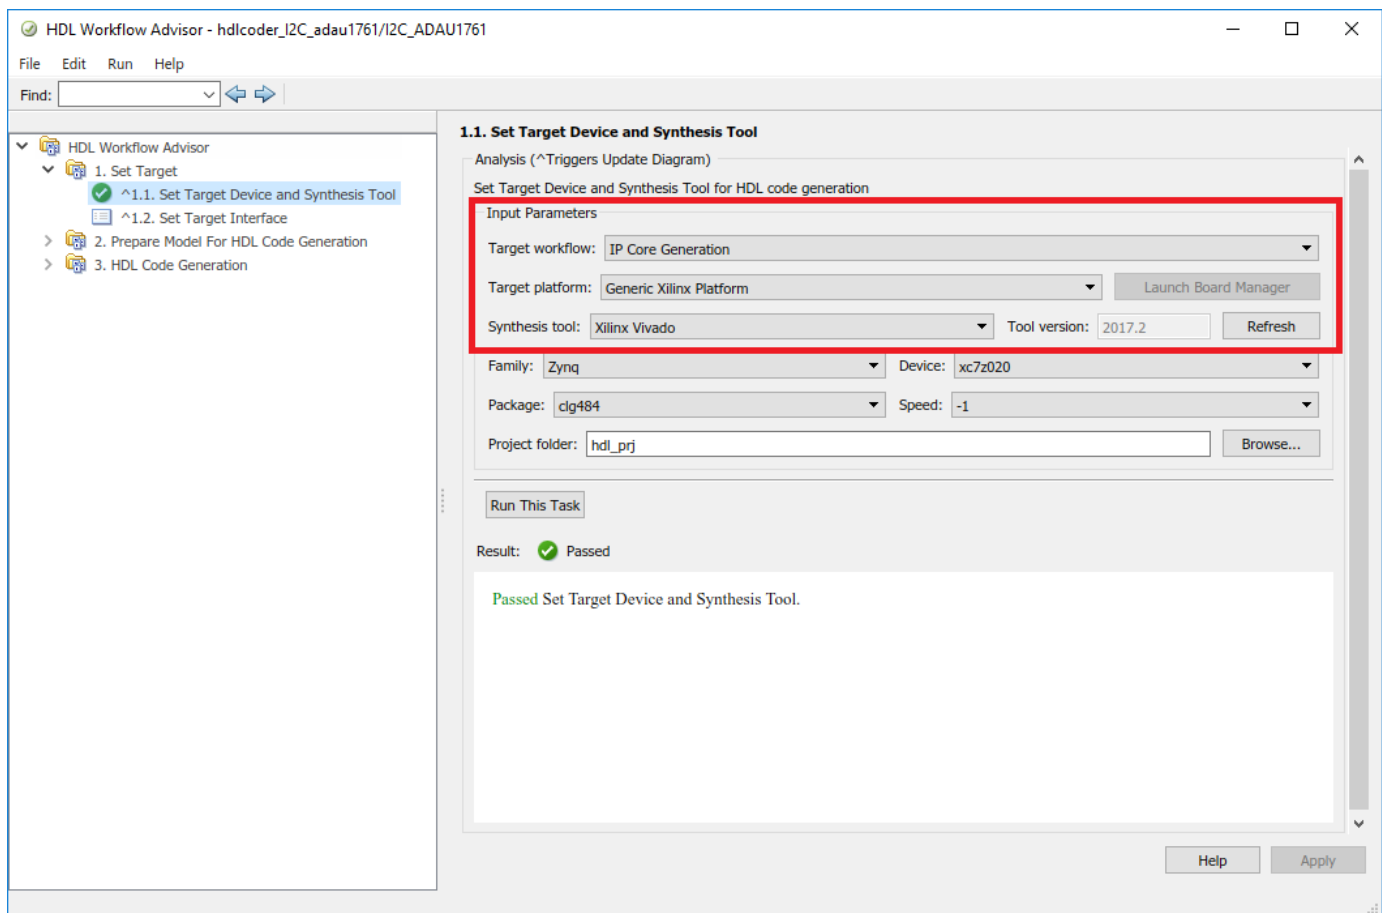 HDL Workflow Advisor - hdlcoder_I2C_adau1761/I2C_ADAU1761
File Edit Run Help
Find:
HDL Workflow Advisor
1. Set Target
^1.1. Set Target Device and Synthesis Tool
^1.2. Set Target Interface
2. Prepare Model For HDL Code Generation
3. HDL Code Generation
1.1. Set Target Device and Synthesis Tool
Analysis (^Triggers Update Diagram)
Set Target Device and Synthesis Tool for HDL code generation
Input Parameters
Target workflow: IP Core Generation
Target platform: Generic Xilinx Platform Launch Board Manager
Synthesis tool: Xilinx Vivado Tool version: 2017.2 Refresh
Family: Zynq Device: xc7z020
Package: clg484 Speed: -1
Project folder: hdl_prj Browse...
Run This Task
Result: Passed
Passed Set Target Device and Synthesis Tool.
Help Apply